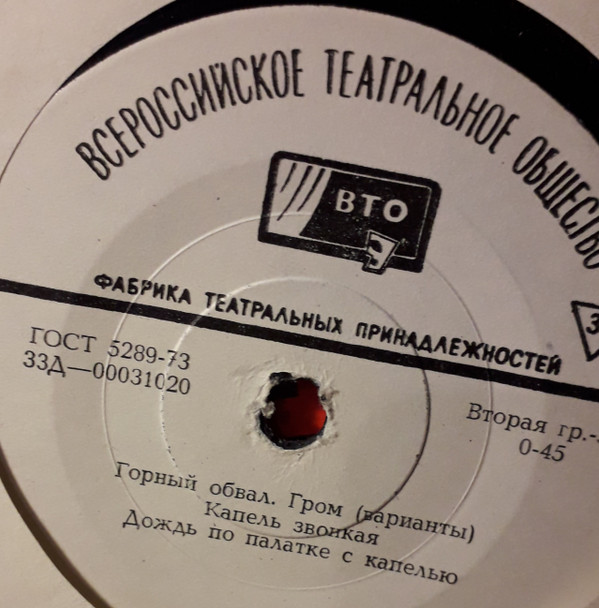 ВСЕРОССИЙСКОЕ ТЕАТРАЛЬНОЕ ОБЩЕСТВО
ВТО
ФАБРИКА ТЕАТРАЛЬНЫХ ПРИНАДЛЕЖНОСТЕЙ
ГОСТ 5289-73
33Д—00031020
Вторая гр.-
0-45
Горный обвал. Гром (варианты)
Капель звонкая
Дождь по палатке с капелью